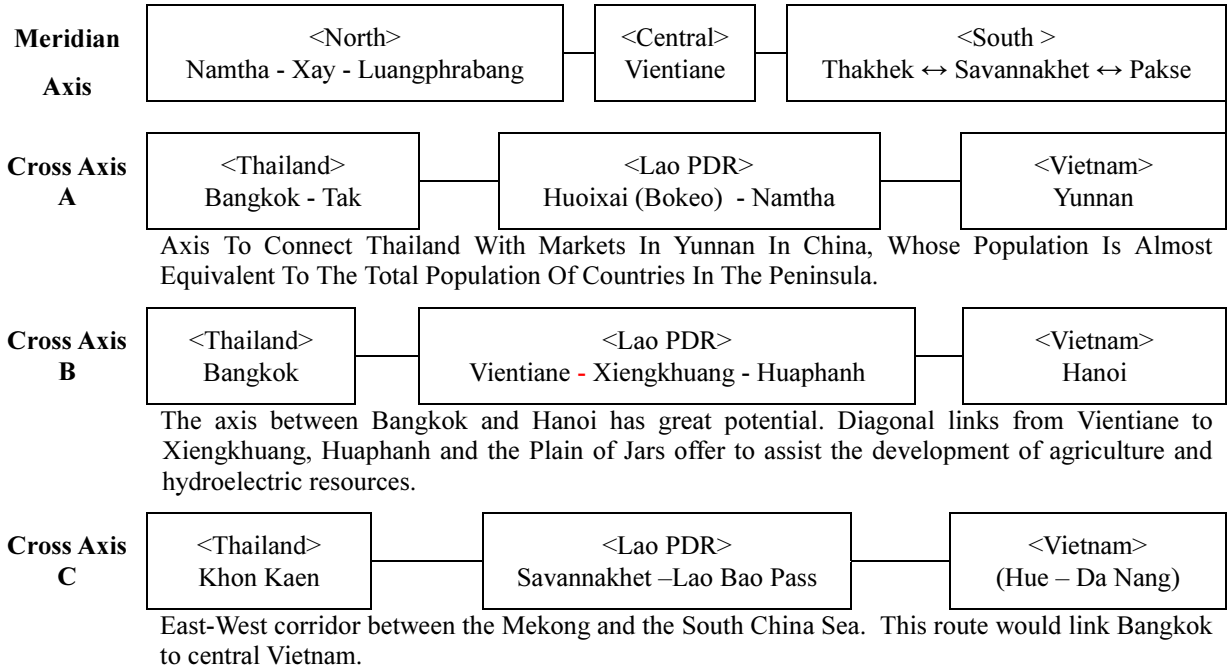 Meridian Axis
<North>
Namtha - Xay - Luangphrabang
<Central>
Vientiane
<South >
Thakhek ↔ Savannakhet ↔ Pakse
Cross Axis A
<Thailand>
Bangkok - Tak
<Lao PDR>
Huoixai (Bokeo) - Namtha
<Vietnam>
Yunnan
Axis To Connect Thailand With Markets In Yunnan In China, Whose Population Is Almost
Equivalent To The Total Population Of Countries In The Peninsula.
Cross Axis B
<Thailand>
Bangkok
<Lao PDR>
Vientiane - Xiengkhuang - Huaphanh
<Vietnam>
Hanoi
The axis between Bangkok and Hanoi has great potential. Diagonal links from Vientiane to
Xiengkhuang, Huaphanh and the Plain of Jars offer to assist the development of agriculture and
hydroelectric resources.
Cross Axis C
<Thailand>
Khon Kaen
<Lao PDR>
Savannakhet –Lao Bao Pass
<Vietnam>
(Hue – Da Nang)
East-West corridor between the Mekong and the South China Sea. This route would link Bangkok
to central Vietnam.